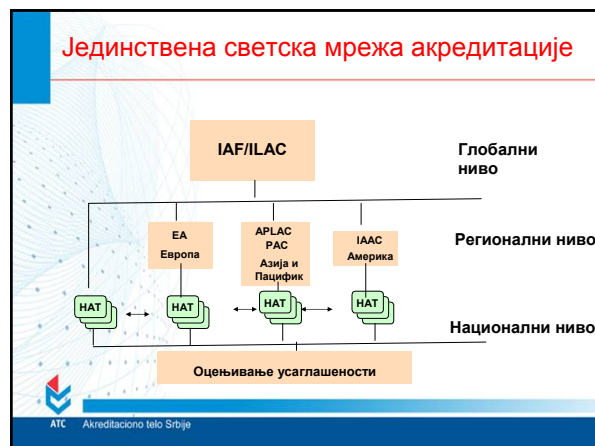 Јединствена светска мрежа акредитације
IAF/ILAC
Глобални
ниво
EA
Европа
APLAC
PAC
Азија и
Пацифик
IAAC
Америка
Регионални ниво
НАТ
НАТ
НАТ
НАТ
Национални ниво
Оцењивање усаглашености
ATC
Akreditaciono telo Srbije